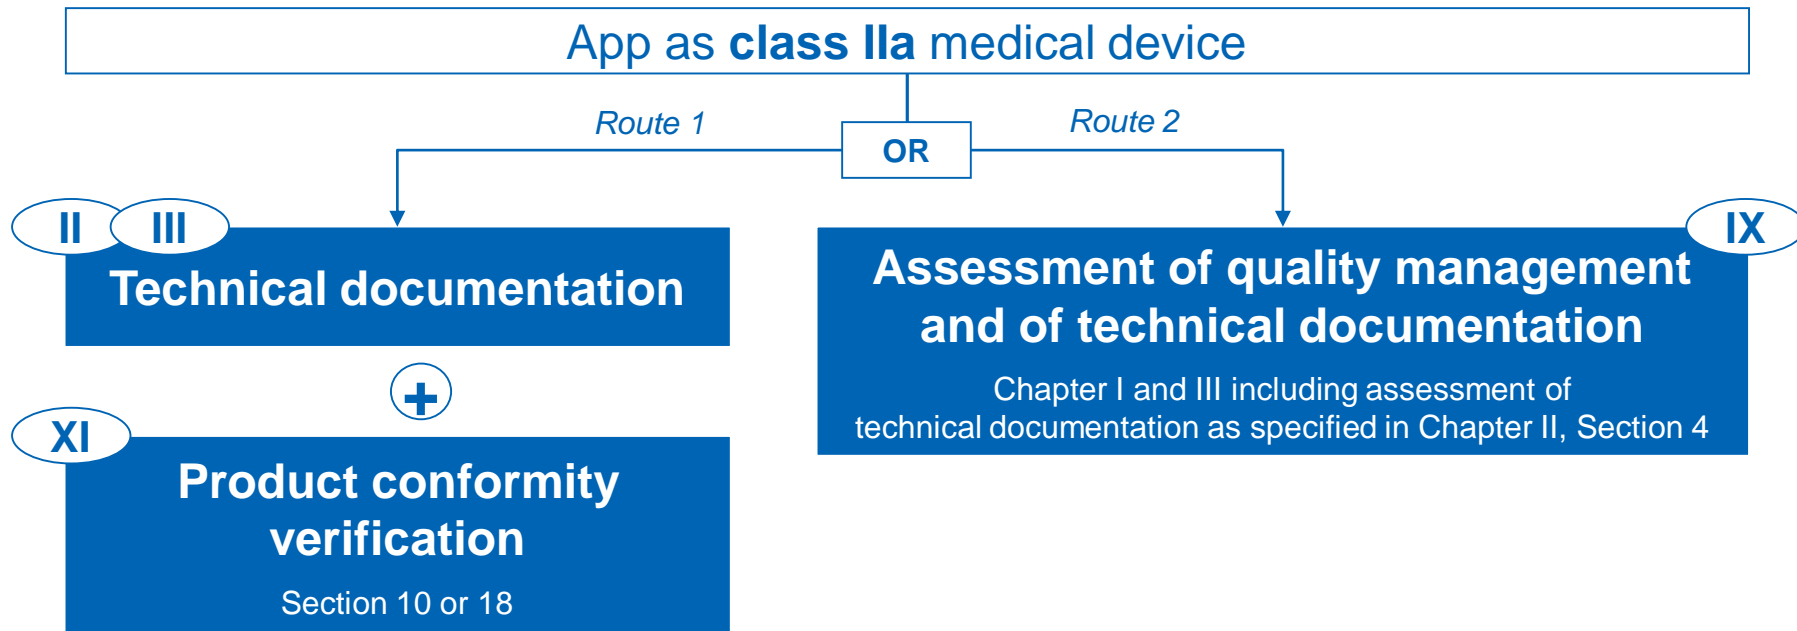 App as class IIa medical device
Route 1
OR
Route 2
II
III
Technical documentation
+
XI
Product conformity
verification
Section 10 or 18
IX
Assessment of quality management
and of technical documentation
Chapter I and III including assessment of
technical documentation as specified in Chapter II, Section 4